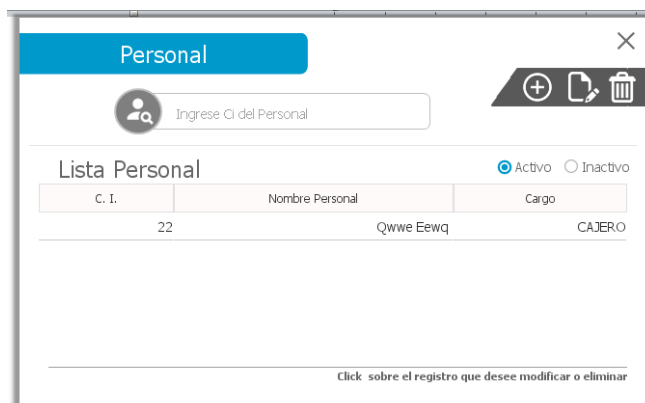 Personal
Ingrese Ci del Personal
Lista Personal
Activo Inactivo
C. I. Nombre Personal Cargo
22 Qwwe Eewq CAJERO
Click sobre el registro que desee modificar o eliminar